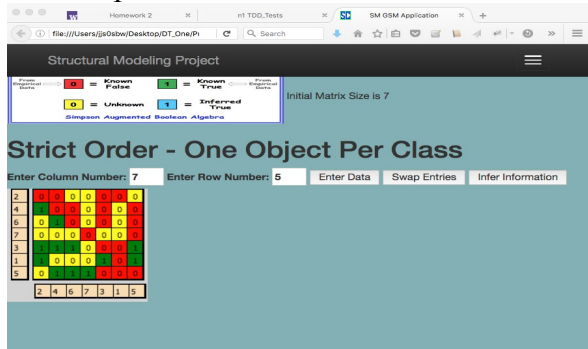 W Homework 2 × n1 TDD_Tests × SD SM GSM Application × +
file:///Users/jjs0sbw/Desktop/DT_One/P Search
Structural Modeling Project
From Empirical Data 0 = Known False 1 = Known True From Empirical Data
0 = Unknown 1 = Inferred True
Simpson Augmented Boolean Algebra
Initial Matrix Size is 7
Strict Order - One Object Per Class
Enter Column Number: 7 Enter Row Number: 5 Enter Data Swap Entries Infer Information
2 0 0 0 0 0 0 0
4 1 0 0 0 0 0 0
6 0 1 0 0 0 0 0
7 0 0 0 0 0 0 0
3 1 1 1 0 0 0 1
1 1 0 0 0 1 0 1
5 0 1 1 1 0 0 0
2 4 6 7 3 1 5